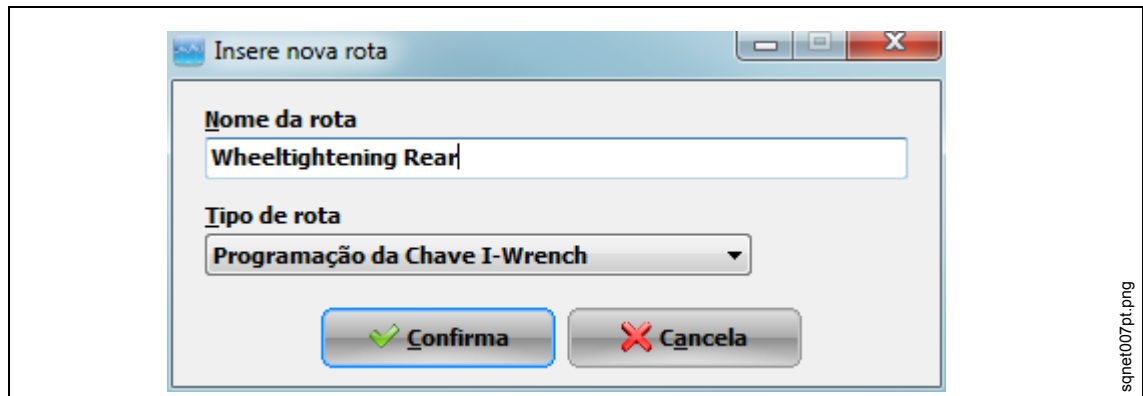 Insere nova rota
Nome da rota
Wheeltightening Rear
Tipo de rota
Programação da Chave I-Wrench
Confirma
Cancela
sqnet007pt.png